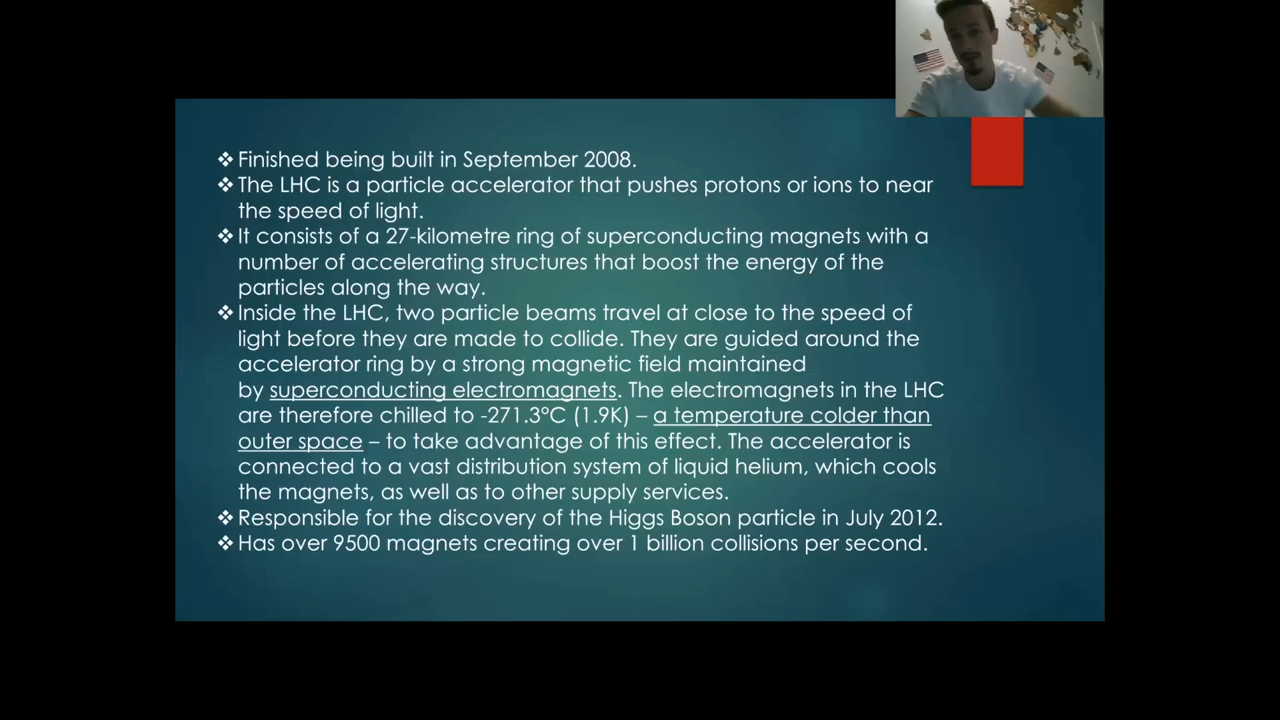 ❖ Finished being built in September 2008.
❖ The LHC is a particle accelerator that pushes protons or ions to near
the speed of light.
❖ It consists of a 27-kilometre ring of superconducting magnets with a
number of accelerating structures that boost the energy of the
particles along the way.
❖ Inside the LHC, two particle beams travel at close to the speed of
light before they are made to collide. They are guided around the
accelerator ring by a strong magnetic field maintained
by superconducting electromagnets. The electromagnets in the LHC
are therefore chilled to -271.3°C (1.9K) – a temperature colder than
outer space – to take advantage of this effect. The accelerator is
connected to a vast distribution system of liquid helium, which cools
the magnets, as well as to other supply services.
❖ Responsible for the discovery of the Higgs Boson particle in July 2012.
❖ Has over 9500 magnets creating over 1 billion collisions per second.